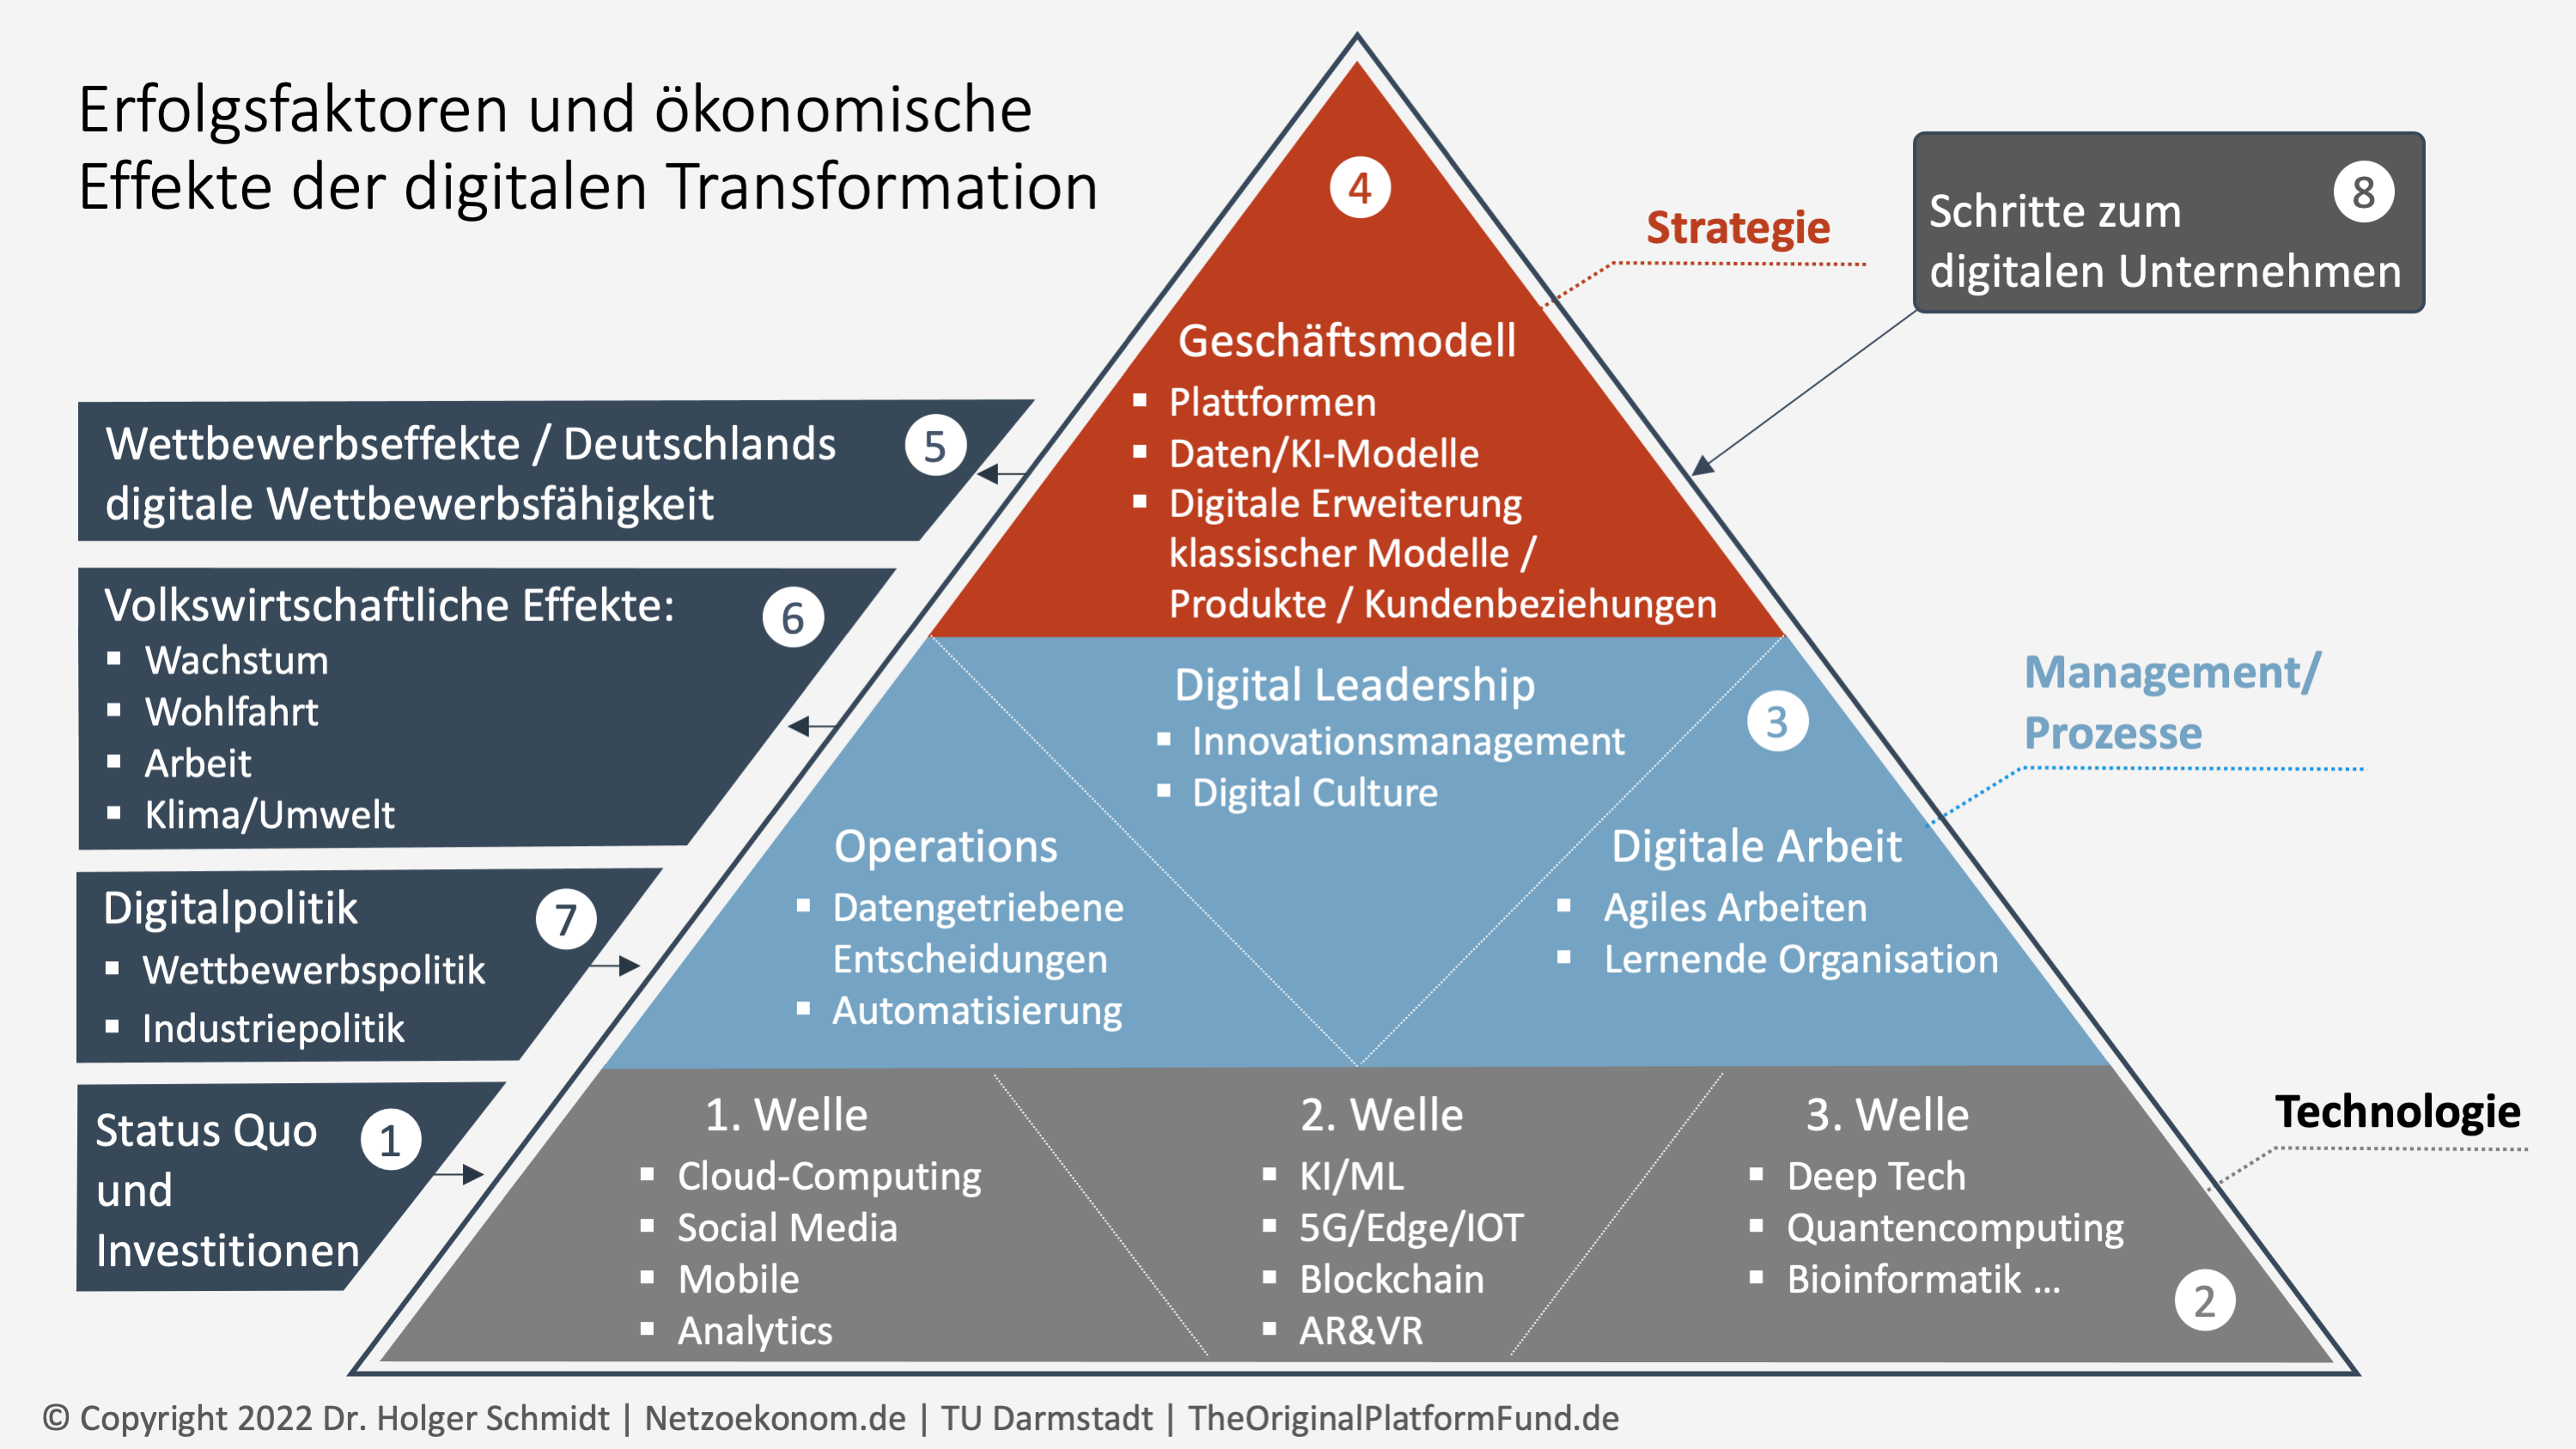 Erfolgsfaktoren und ökonomische
Effekte der digitalen Transformation
4
Strategie
8
Schritte zum
digitalen Unternehmen
Geschäftsmodell
▪ Plattformen
▪ Daten/KI-Modelle
▪ Digitale Erweiterung
klassischer Modelle /
Produkte / Kundenbeziehungen
Wettbewerbseffekte / Deutschlands
digitale Wettbewerbsfähigkeit
5
Volkswirtschaftliche Effekte:
6
▪ Wachstum
▪ Wohlfahrt
▪ Arbeit
▪ Klima/Umwelt
Digital Leadership
▪ Innovationsmanagement
▪ Digital Culture
3
Management/
Prozesse
Operations
▪ Datengetriebene
Entscheidungen
▪ Automatisierung
Digitale Arbeit
▪ Agiles Arbeiten
▪ Lernende Organisation
Digitalpolitik
7
▪ Wettbewerbspolitik
▪ Industriepolitik
Status Quo
und
Investitionen
1
1. Welle
▪ Cloud-Computing
▪ Social Media
▪ Mobile
▪ Analytics
2. Welle
▪ KI/ML
▪ 5G/Edge/IOT
▪ Blockchain
▪ AR&VR
3. Welle
▪ Deep Tech
▪ Quantencomputing
▪ Bioinformatik ...
2
Technologie
© Copyright 2022 Dr. Holger Schmidt | Netzoekonom.de | TU Darmstadt | TheOriginalPlatformFund.de